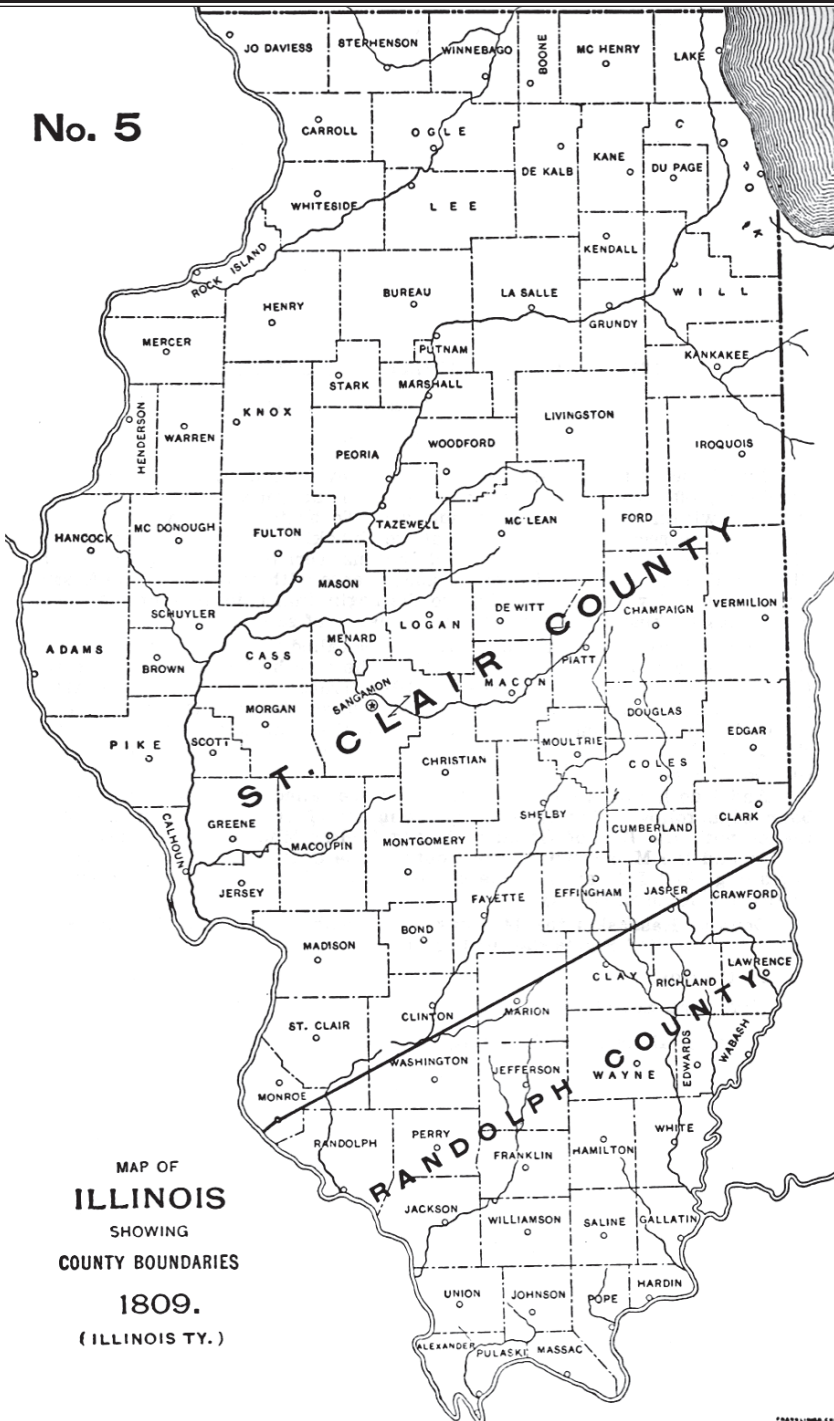 No. 5
JO DAVIESS
STEPHENSON
WINNEBAGO
BOONE
MC HENRY
LAKE
CARROLL
OGLE
DE KALB
KANE
DU PAGE
C
WHITESIDE
LEE
KENDALL
ROCK ISLAND
HENRY
BUREAU
LA SALLE
WILL
GRUNDY
MERCER
PUTNAM
KANKAKEE
STARK
MARSHALL
HENDERSON
WARREN
KNOX
LIVINGSTON
PEORIA
WOODFORD
IROQUOIS
HANCOCK
MC DONOUGH
FULTON
TAZEWELL
MC LEAN
FORD
MASON
SCHUYLER
LOGAN
DE WITT
CHAMPAIGN
VERMILION
ADAMS
BROWN
CASS
MENARD
PIATT
SANGAMON
MACON
MORGAN
SCOTT
PIKE
DOUGLAS
EDGAR
ST. CLAIR COUNTY
CHRISTIAN
MOULTRIE
COLES
CALHOUN
GREENE
MACOUPIN
MONTGOMERY
SHELBY
CUMBERLAND
CLARK
JERSEY
FAYETTE
EFFINGHAM
JASPER
CRAWFORD
MADISON
BOND
CLAY
RICHLAND
LAWRENCE
ST. CLAIR
CLINTON
MARION
WASHINGTON
JEFFERSON
WAYNE
EDWARDS
WABASH
MONROE
RANDOLPH COUNTY
RANDOLPH
PERRY
FRANKLIN
HAMILTON
WHITE
JACKSON
WILLIAMSON
SALINE
GALLATIN
UNION
JOHNSON
POPE
HARDIN
ALEXANDER
PULASKI
MASSAC
MAP OF
ILLINOIS
SHOWING
COUNTY BOUNDARIES
1809.
(ILLINOIS TY.)